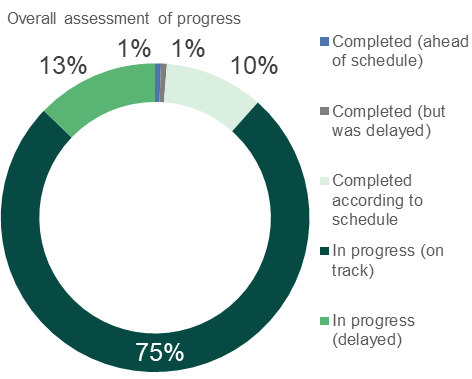 Overall assessment of progress
1%
1%
13%
10%
75%
Completed (ahead
of schedule)
Completed (but
was delayed)
Completed
according to
schedule
In progress (on
track)
In progress
(delayed)